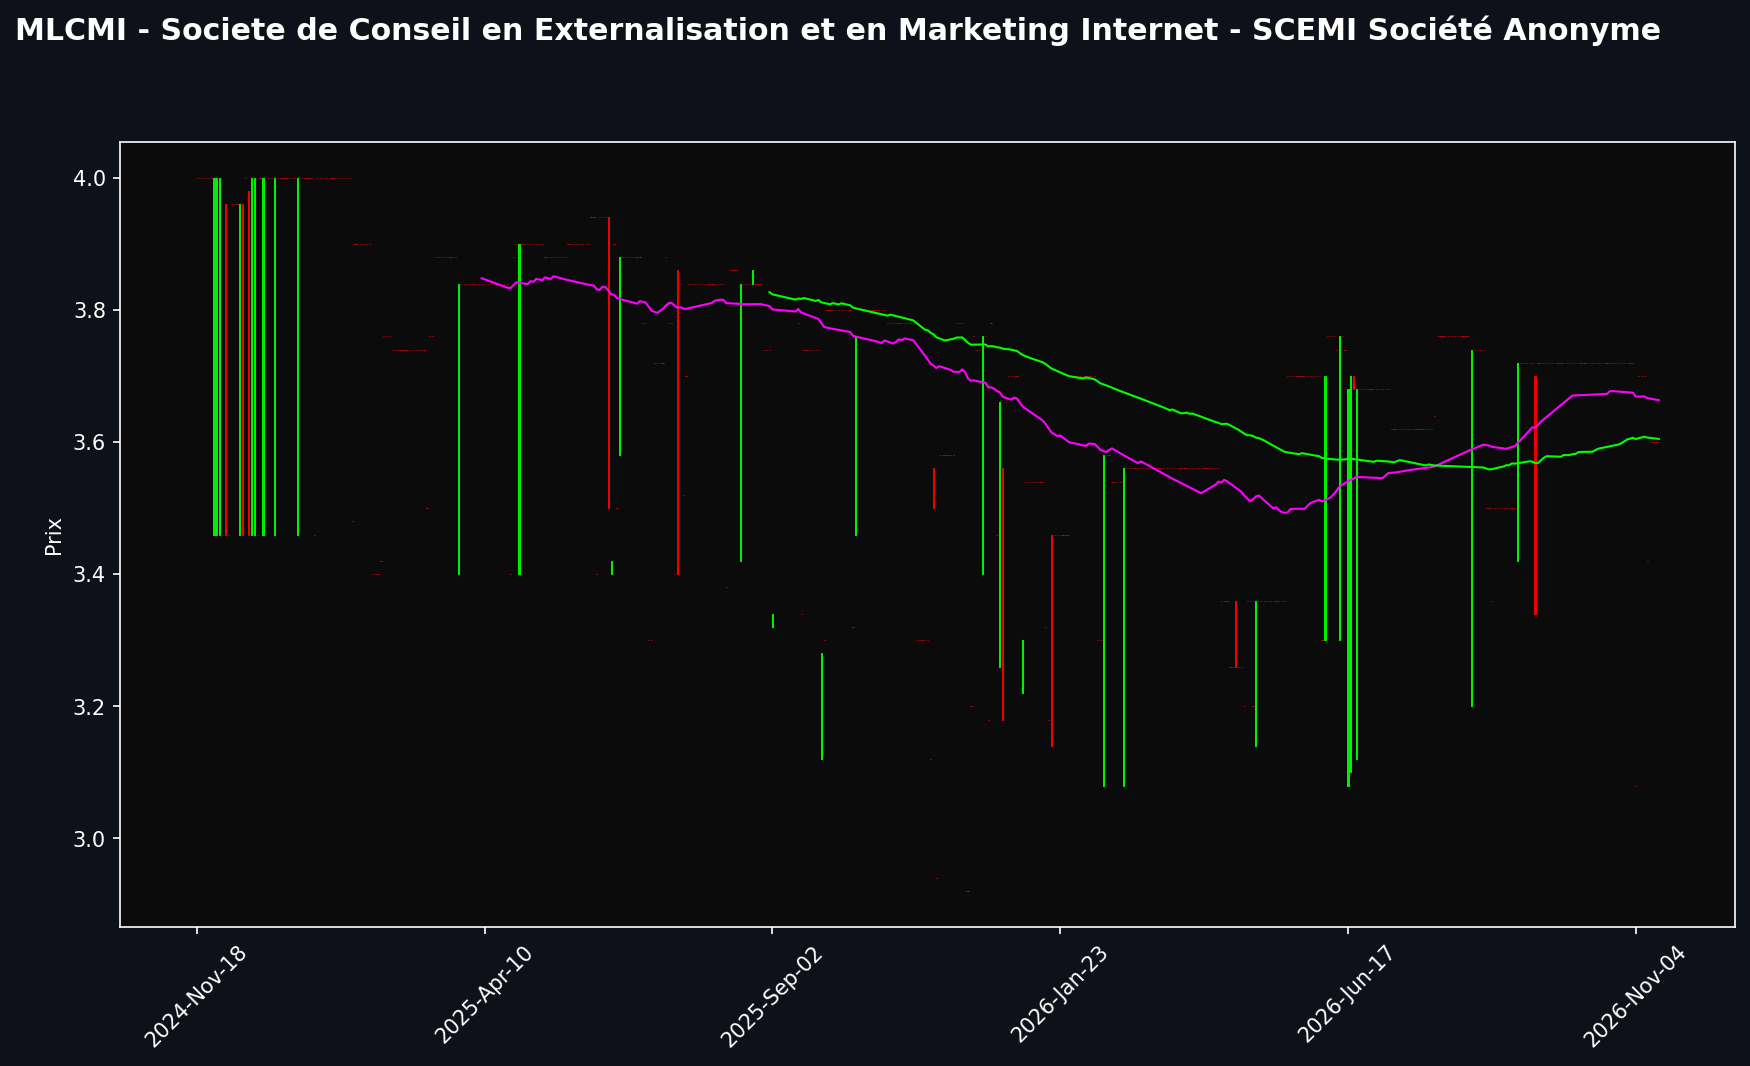 MLCMI - Societe de Conseil en Externalisation et en Marketing Internet - SCEMI Société Anonyme
4.0
3.8
3.6
3.4
3.2
3.0
Prix
2024-Nov-18
2025-Apr-10
2025-Sep-02
2026-Jan-23
2026-Jun-17
2026-Nov-04